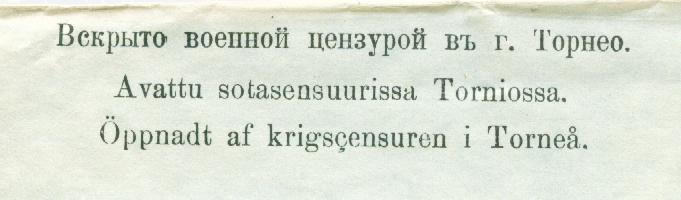 Вскрыто военной цензурой въ г. Торнео.
Avattu sotasensuurissa Torniossa.
Öppnadt af krigsçensuren i Torneå.